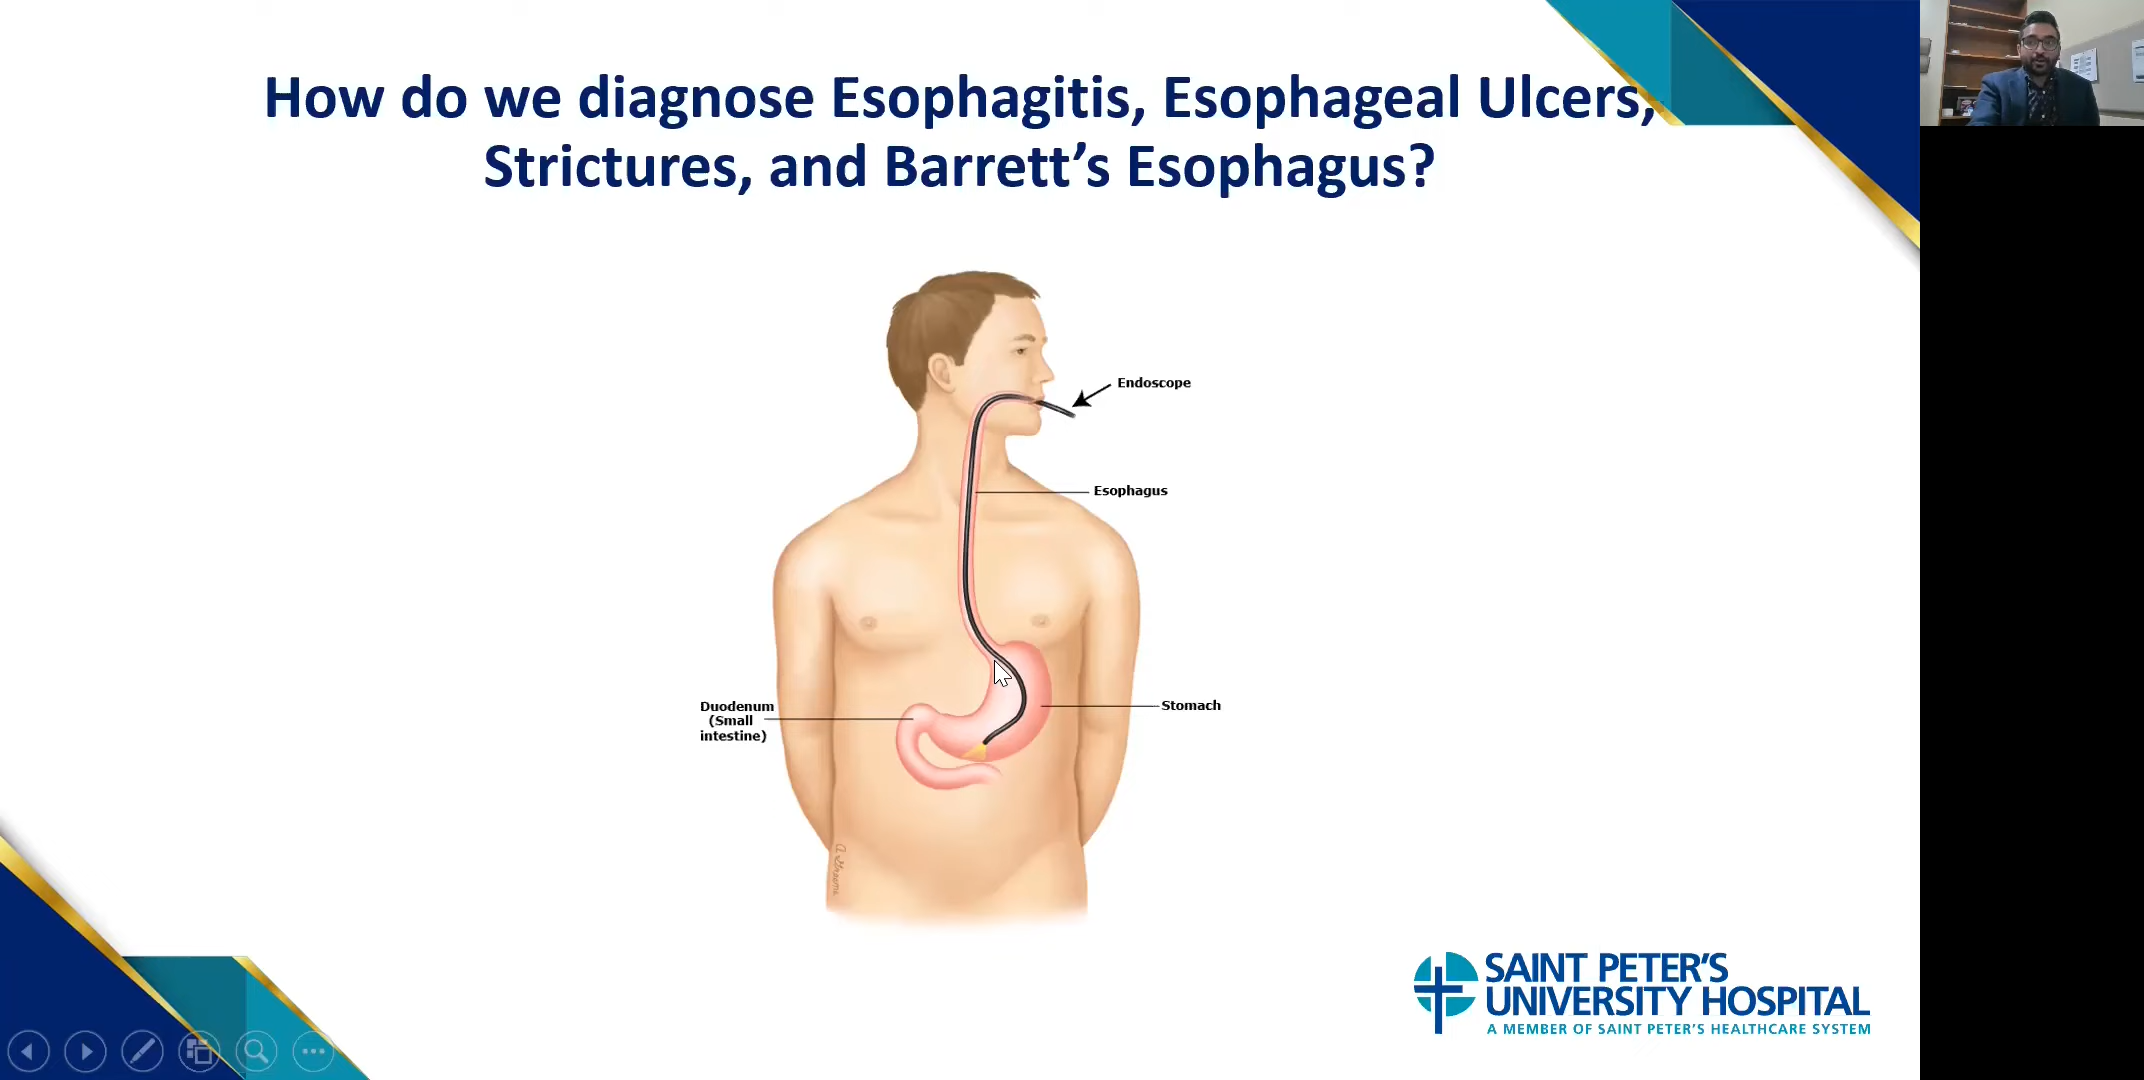 How do we diagnose Esophagitis, Esophageal Ulcers,
Strictures, and Barrett’s Esophagus?
Endoscope
Esophagus
Duodenum
(Small
intestine)
Stomach
SAINT PETER’S
UNIVERSITY HOSPITAL
A MEMBER OF SAINT PETER’S HEALTHCARE SYSTEM